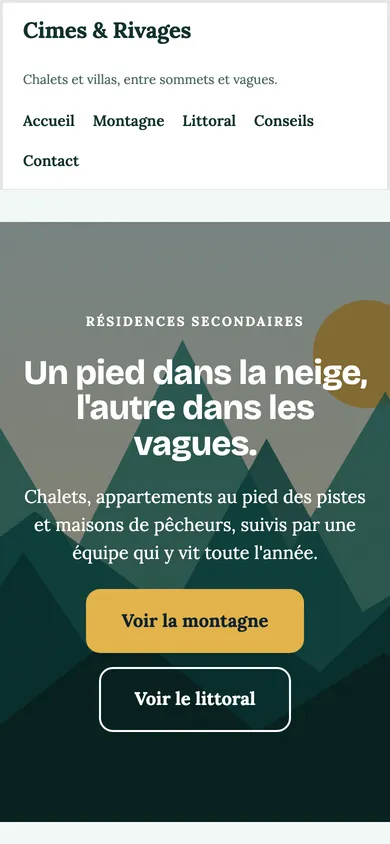 Cimes & Rivages
Chalets et villas, entre sommets et vagues.
Accueil Montagne Littoral Conseils
Contact
RÉSIDENCES SECONDAIRES
Un pied dans la neige,
l'autre dans les
vagues.
Chalets, appartements au pied des pistes
et maisons de pêcheurs, suivis par une
équipe qui y vit toute l'année.
Voir la montagne
Voir le littoral